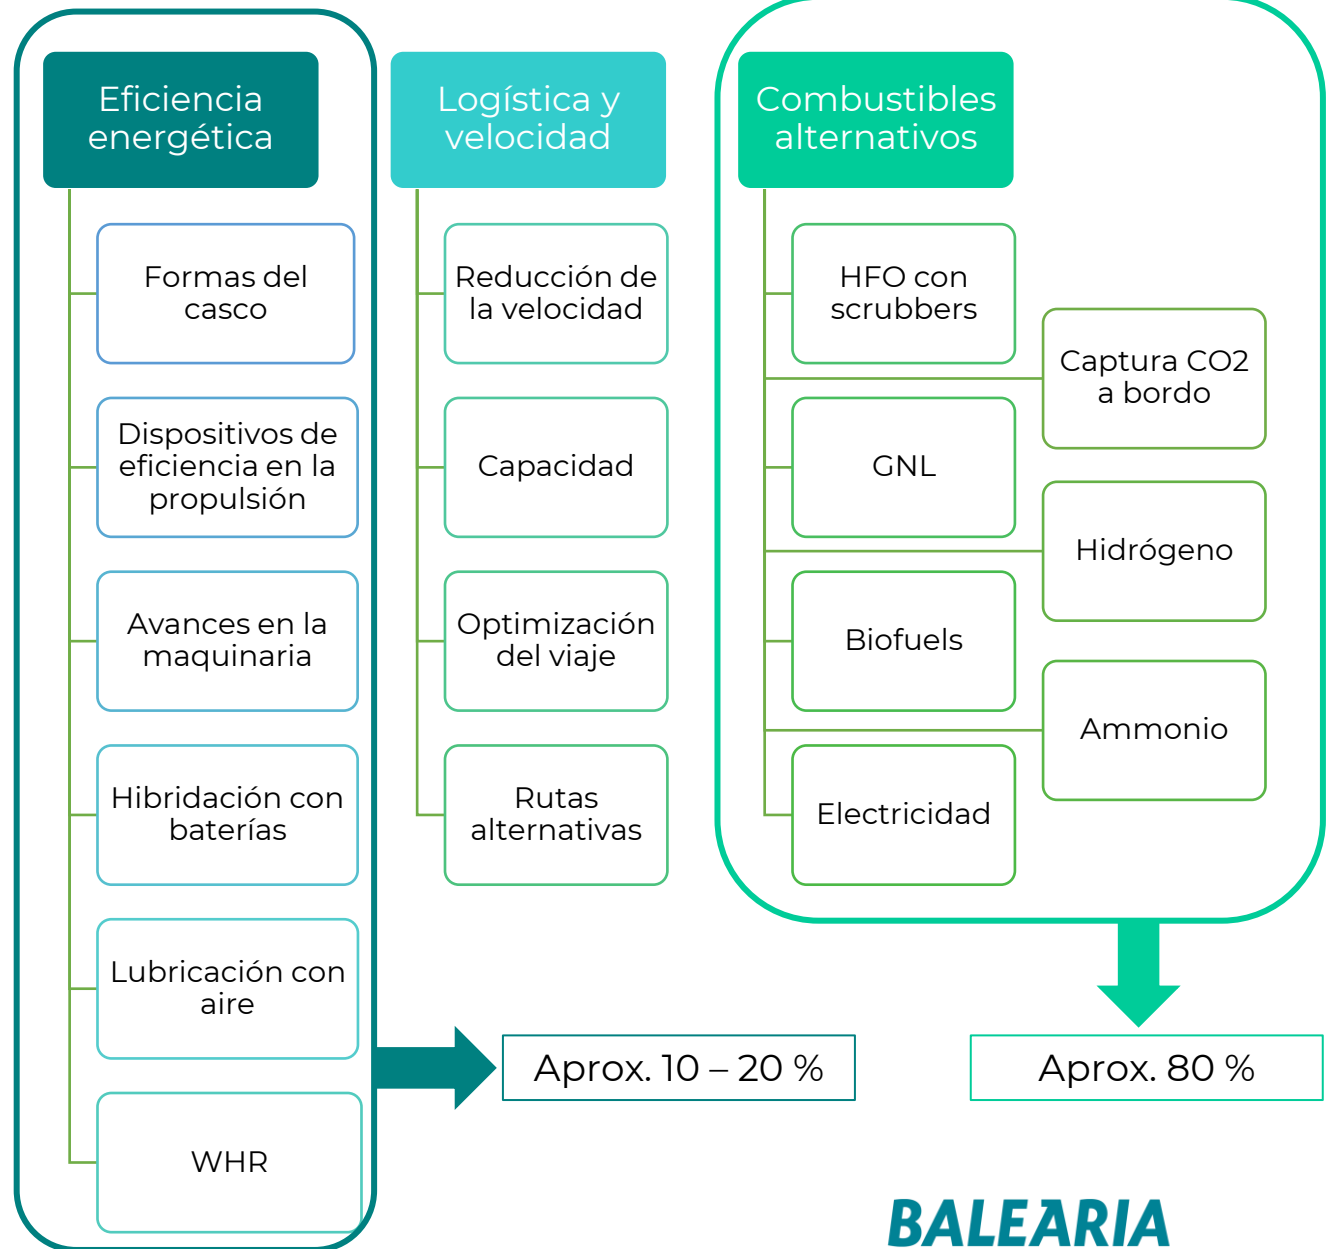 Eficiencia
energética
Formas del
casco
Dispositivos de
eficiencia en la
propulsión
Avances en la
maquinaria
Hibridación con
baterías
Lubricación con
aire
WHR
Aprox. 10 – 20 %
Logística y
velocidad
Reducción de
la velocidad
Capacidad
Optimización
del viaje
Rutas
alternativas
Combustibles
alternativos
HFO con
scrubbers
Captura CO2
a bordo
GNL
Hidrógeno
Biofuels
Ammonio
Electricidad
Aprox. 80 %
BALEARIA